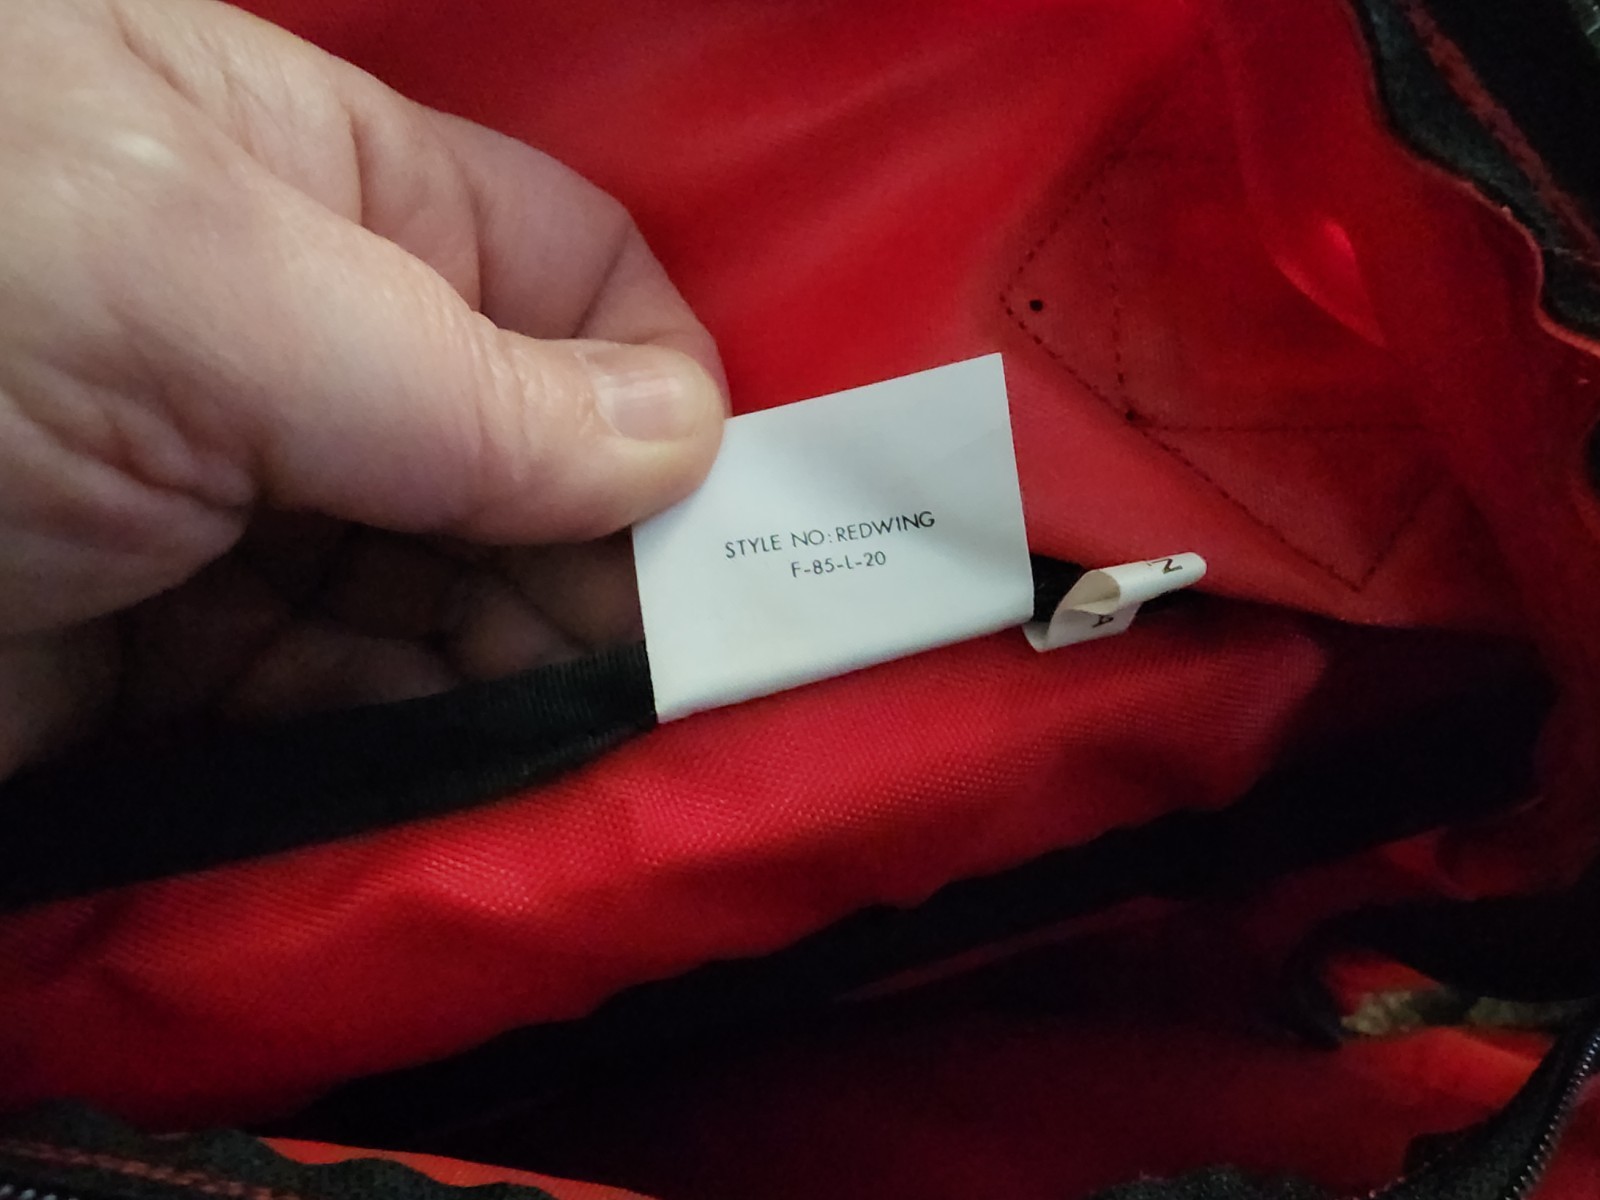 STYLE NO:REDWING
F-85-L-20
N
A